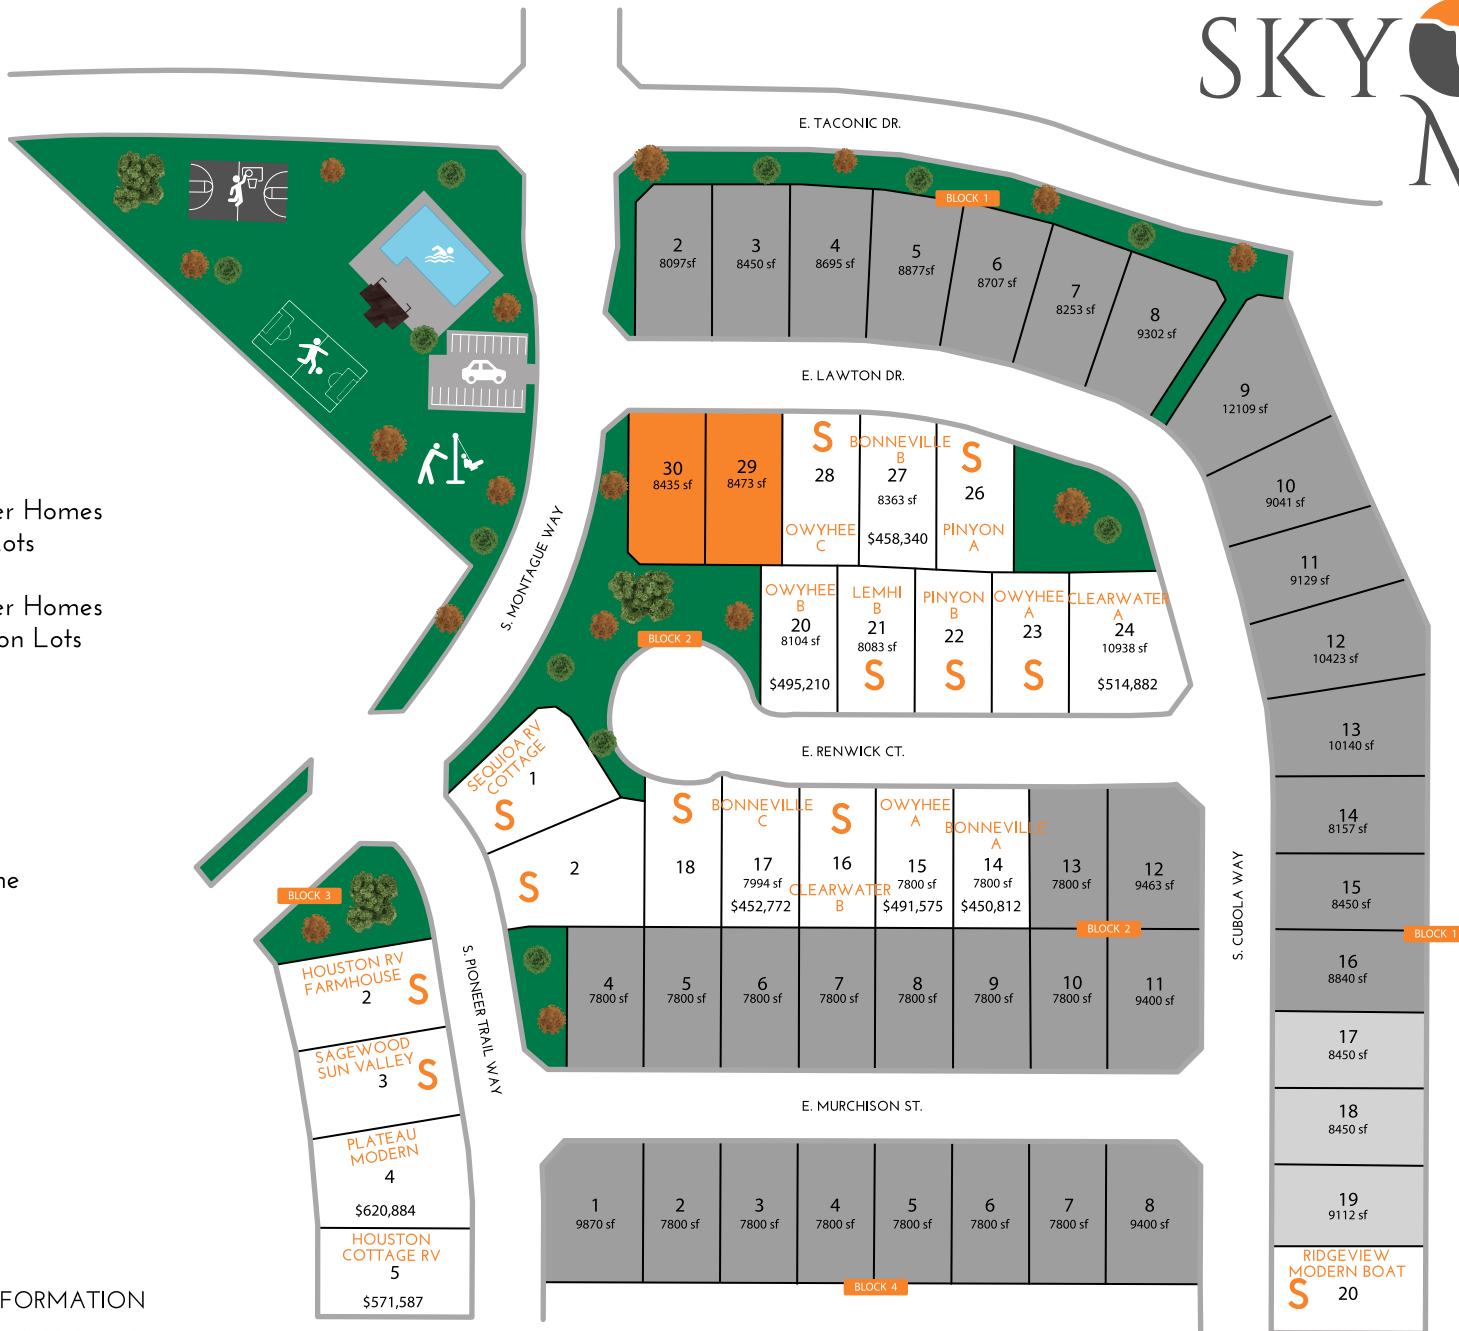 SKY
M
E. TACONIC DR.
BLOCK 1
2
8097 sf
3
8450 sf
4
8695 sf
5
8877sf
6
8707 sf
7
8253 sf
8
9302 sf
9
12109 sf
10
9041 sf
11
9129 sf
12
10423 sf
13
10140 sf
14
8157 sf
15
8450 sf
BLOCK 1
16
8840 sf
17
8450 sf
18
8450 sf
19
9112 sf
RIDGEVIEW
MODERN BOAT
S
20
E. LAWTON DR.
S. MONTAGUE WAY
er Homes
ots
er Homes
on Lots
ne
FORMATION
30
8435 sf
29
8473 sf
S
28
OWYHEE
C
BONNEVILLE
B
27
8363 sf
$458,340
S
26
PINYON
A
BLOCK 2
OWYHEE
B
20
8104 sf
$495,210
LEMHI
B
21
8083 sf
S
PINYON
B
22
S
OWYHEE
A
23
S
CLEARWATER
A
24
10938 sf
$514,882
E. RENWICK CT.
SEQUIOA RV
COTTAGE
1
S
2
S
S
18
BONNEVILLE
C
17
7994 sf
$452,772
S
16
CLEARWATER
B
OWYHEE
A
15
7800 sf
$491,575
BONNEVILLE
A
14
7800 sf
$450,812
13
7800 sf
12
9463 sf
BLOCK 2
S. CUBOLA WAY
4
7800 sf
5
7800 sf
6
7800 sf
7
7800 sf
8
7800 sf
9
7800 sf
10
7800 sf
11
9400 sf
S. PIONEER TRAIL WAY
BLOCK 3
HOUSTON RV
FARMHOUSE
2
S
SAGEWOOD
SUN VALLEY
3
S
PLATEAU
MODERN
4
$620,884
HOUSTON
COTTAGE RV
5
$571,587
E. MURCHISON ST.
1
9870 sf
2
7800 sf
3
7800 sf
4
7800 sf
5
7800 sf
6
7800 sf
7
7800 sf
8
9400 sf
BLOCK 4